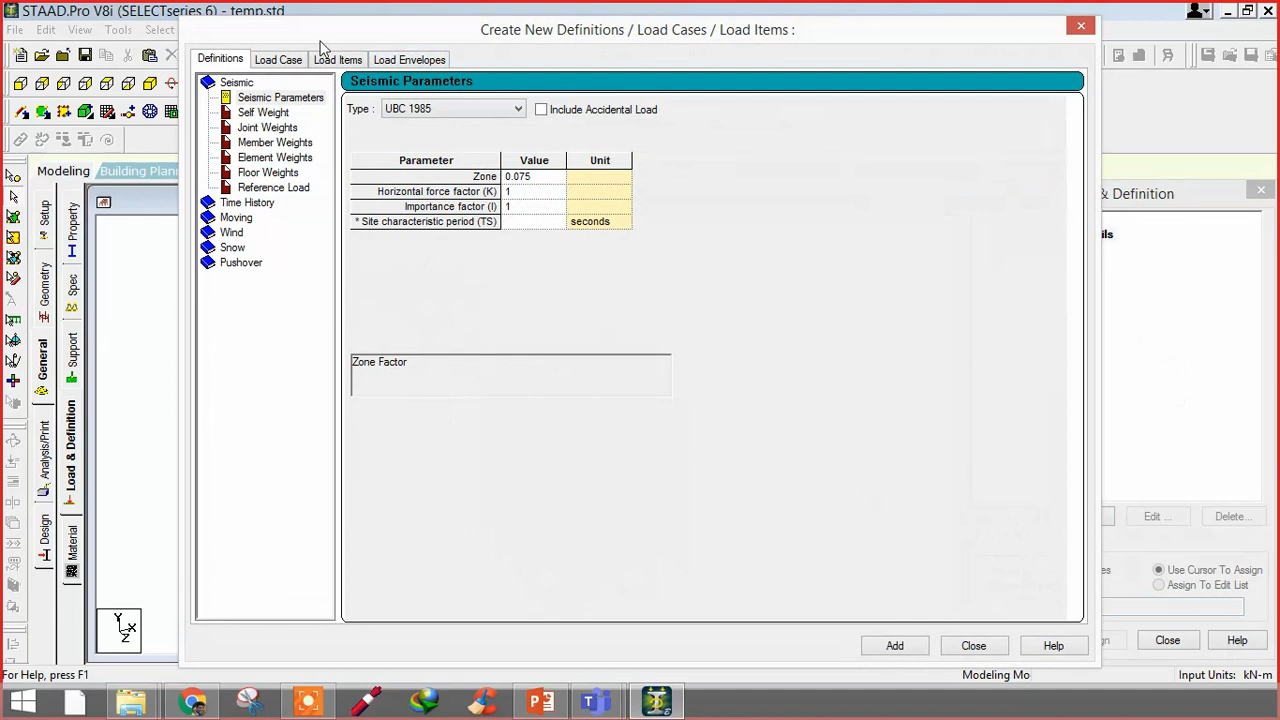 STAAD.Pro V8i (SELECTseries 6) - temp.std
File Edit View Tools Select
Create New Definitions / Load Cases / Load Items :
Definitions Load Case Load Items Load Envelopes
Seismic
Seismic Parameters
Self Weight
Joint Weights
Member Weights
Element Weights
Floor Weights
Reference Load
Time History
Moving
Wind
Snow
Pushover
Seismic Parameters
Type : UBC 1985 Include Accidental Load
Parameter Value Unit
Zone 0.075
Horizontal force factor (K) 1
Importance factor (I) 1
* Site characteristic period (TS) seconds
Zone Factor
Add Close Help
Modeling Building Planning
Setup
Geometry
General
Analysis/Print
Design
Property
Spec
Support
Load & Definition
Material
Y
X
Z
& Definition
ils
Edit ... Delete...
es Use Cursor To Assign
Assign To Edit List
gn Close Help
For Help, press F1 Modeling Mo Input Units: kN-m